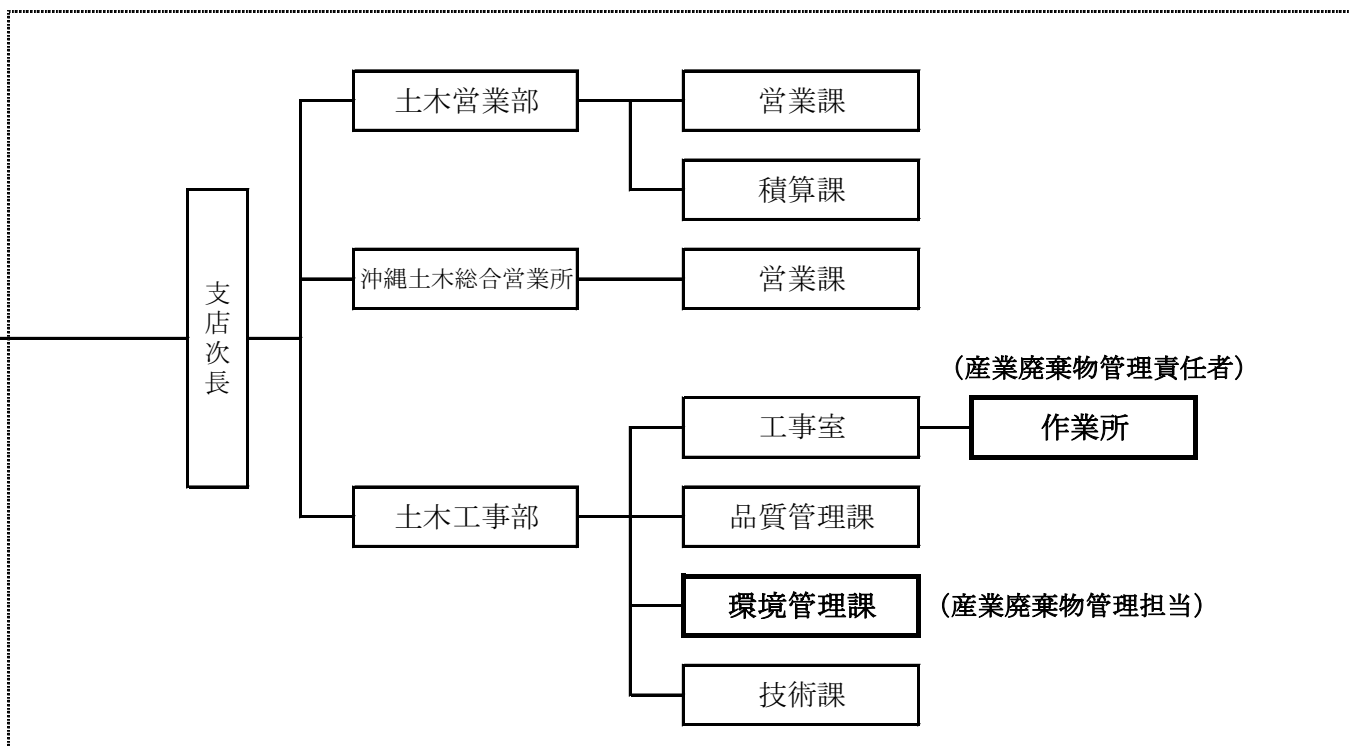 支店次長
土木営業部
営業課
積算課
沖縄土木総合営業所
営業課
土木工事部
工事室
(産業廃棄物管理責任者)
作業所
品質管理課
環境管理課
(産業廃棄物管理担当)
技術課